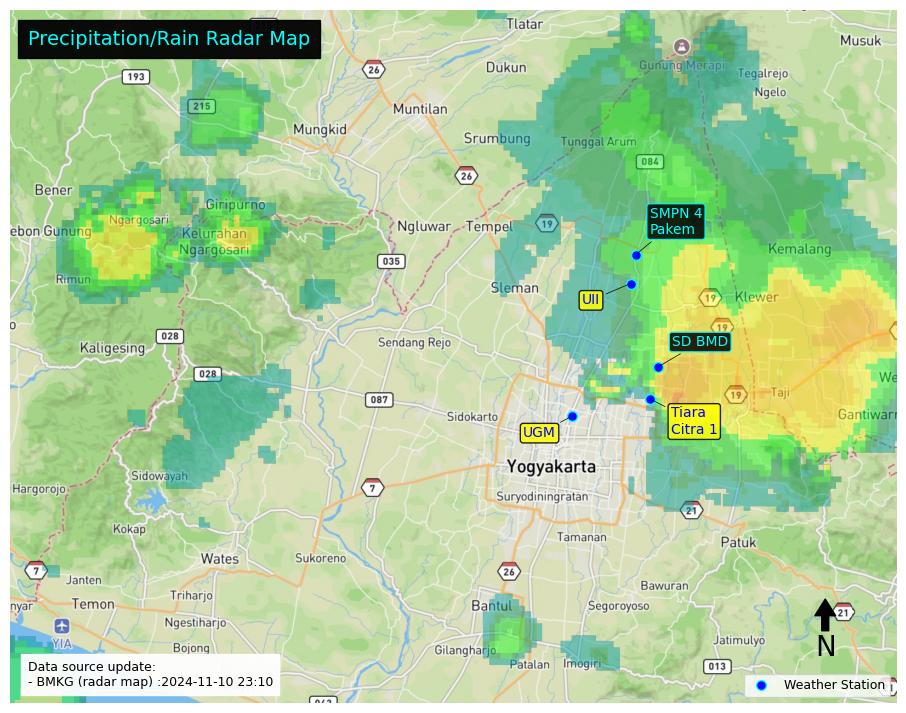 Precipitation/Rain Radar Map
Tlatar
Musuk
193
26
Dukun
Gunung Merapi
Tegalrejo
Ngelo
215
Muntilan
Mungkid
Srumbung
Tunggal Arum
084
26
Bener
Ngargosari
Giripurno
Kelurahan
Ngargosari
ebon Gunung
Rimun
Ngluwar
Tempel
19
SMPN 4
Pakem
Kemalang
035
Sleman
UII
19
Klewer
19
028
Kaligesing
Sendang Rejo
SD BMD
028
087
We
19
Taji
Sidokarto
UGM
Tiara
Citra 1
Gantiwarn
Yogyakarta
Sidowayah
Hargorojo
7
Suryodiningratan
21
Kokap
Tamanan
Patuk
Wates
Sukoreno
7
26
Janten
Bawuran
Triharjo
nyar
Temon
Bantul
Segoroyoso
21
Ngestiharjo
YIA
N
Bojong
Gilangharjo
Jatimulyo
Patalan
Imogiri
013
Data source update:
- BMKG (radar map) :2024-11-10 23:10
Weather Station